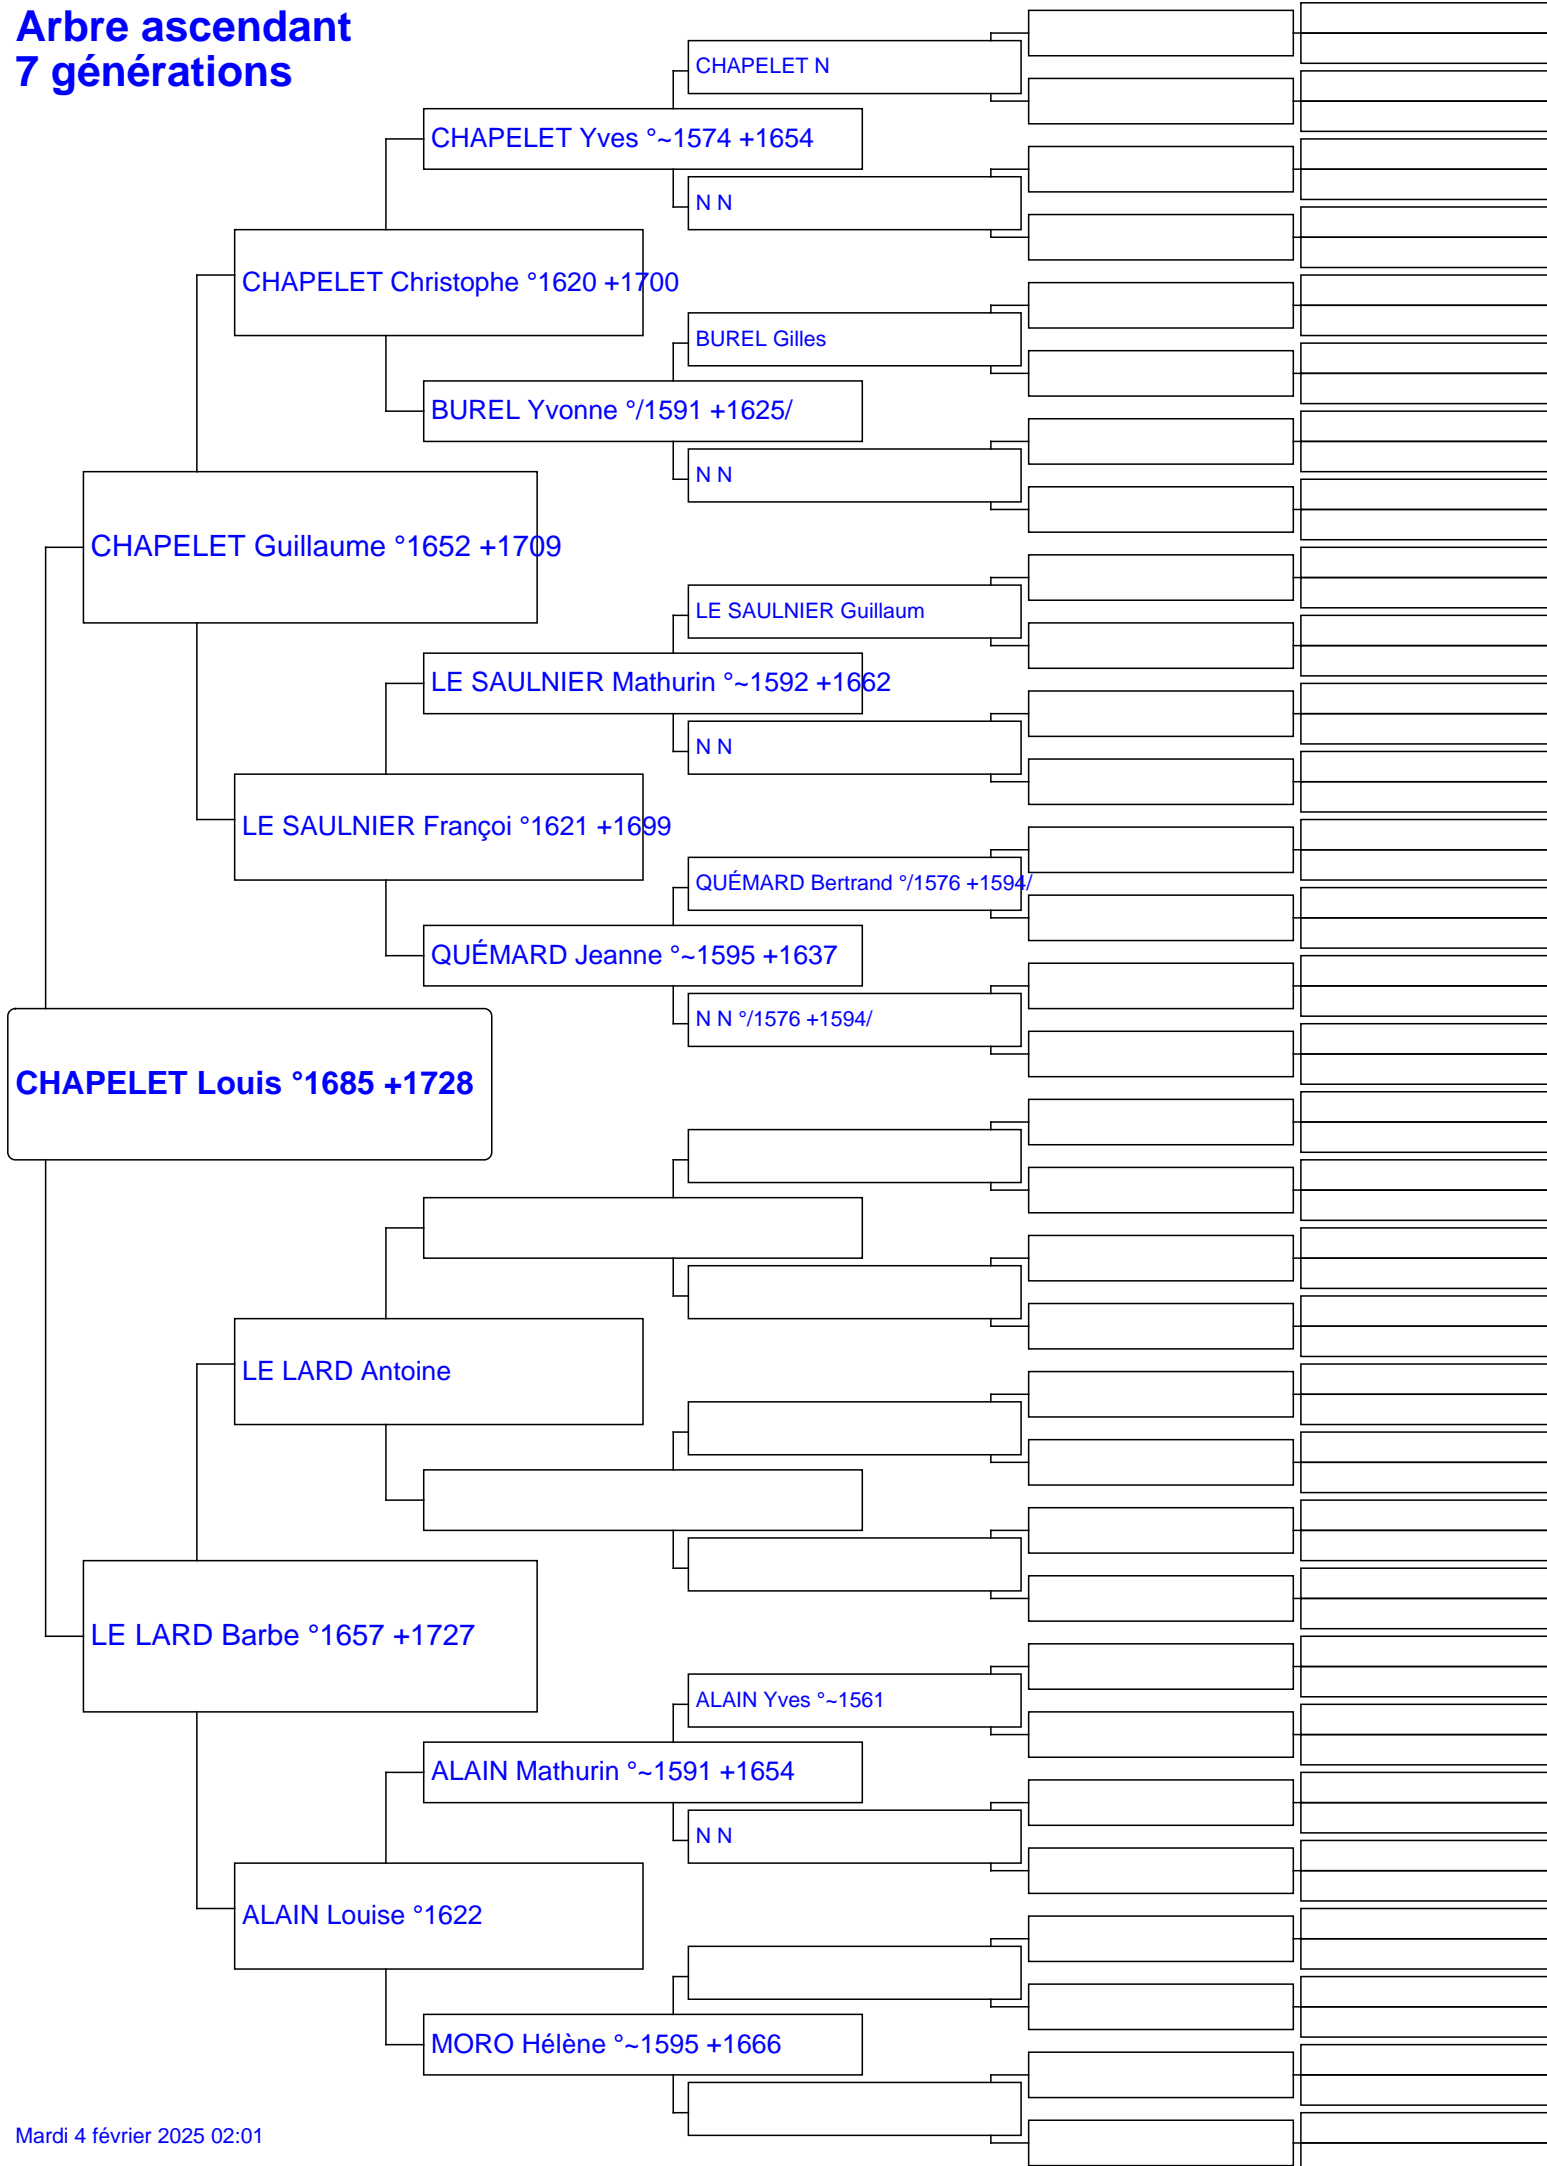 Arbre ascendant
7 générations
CHAPELET N
CHAPELET Yves °~1574 +1654
N N
CHAPELET Christophe °1620 +1700
BUREL Gilles
BUREL Yvonne °/1591 +1625/
N N
CHAPELET Guillaume °1652 +1709
LE SAULNIER Guillaum
LE SAULNIER Mathurin °~1592 +1662
N N
LE SAULNIER Françoi °1621 +1699
QUÉMARD Bertrand °/1576 +1594/
QUÉMARD Jeanne °~1595 +1637
N N °/1576 +1594/
CHAPELET Louis °1685 +1728
LE LARD Antoine
LE LARD Barbe °1657 +1727
ALAIN Yves °~1561
ALAIN Mathurin °~1591 +1654
N N
ALAIN Louise °1622
MORO Hélène °~1595 +1666
Mardi 4 février 2025 02:01